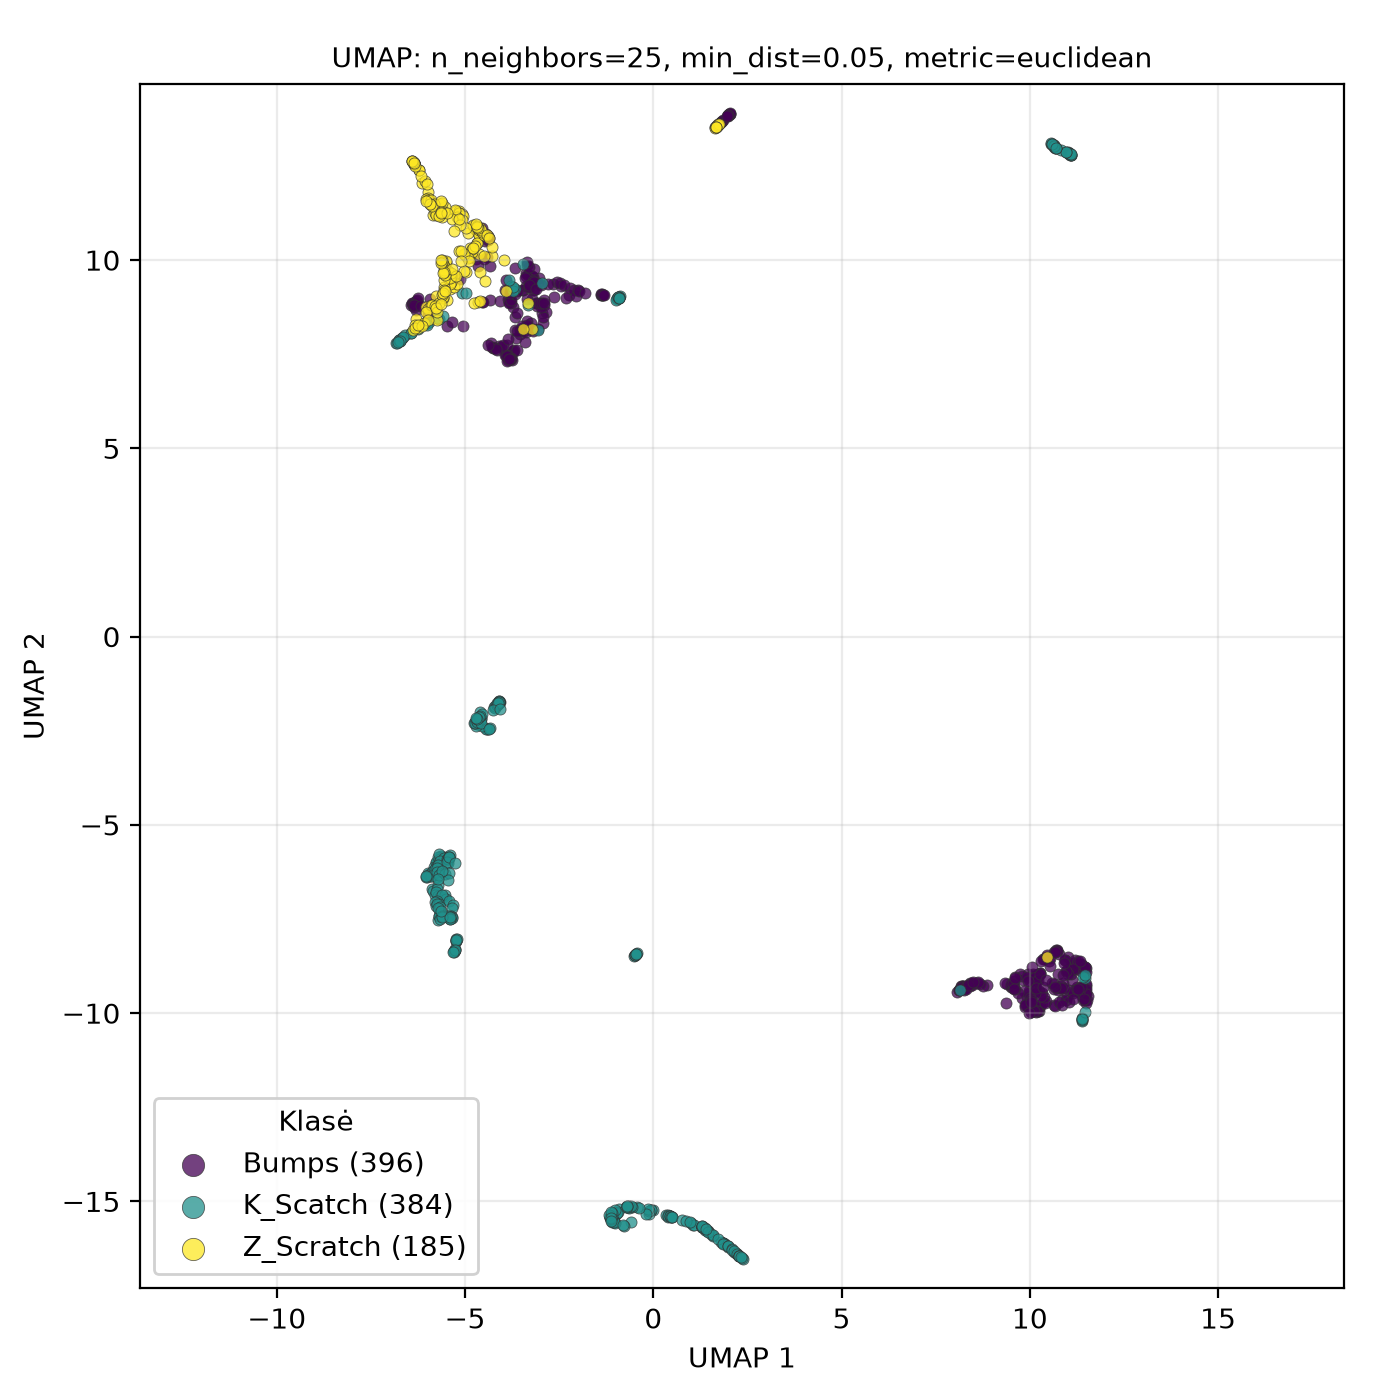 UMAP: n_neighbors=25, min_dist=0.05, metric=euclidean
10
5
0
−5
−10
−15
UMAP 2
Klasė
Bumps (396)
K_Scatch (384)
Z_Scratch (185)
−10 −5 0 5 10 15
UMAP 1